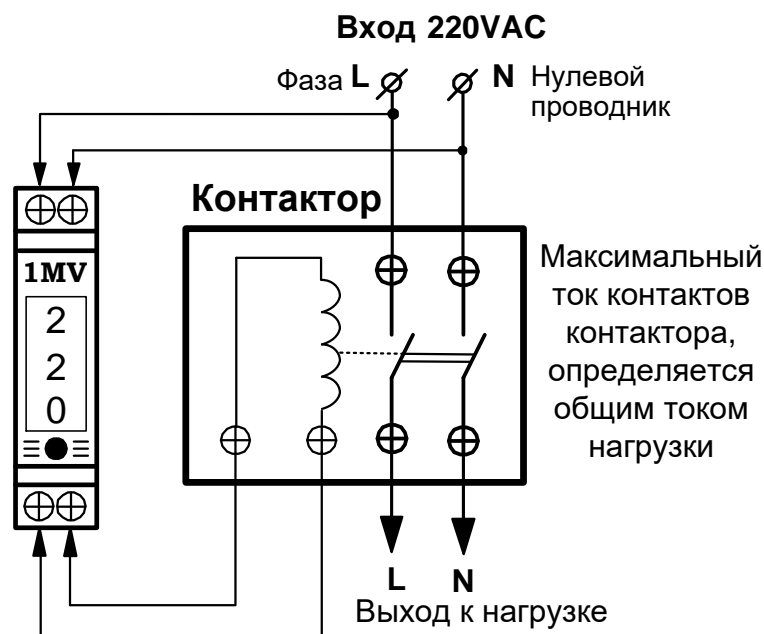 Вход 220VAC
Фаза L
N Нулевой
проводник
Контактор
1MV
2
2
0
Максимальный
ток контактов
контактора,
определяется
общим током
нагрузки
L N
Выход к нагрузке